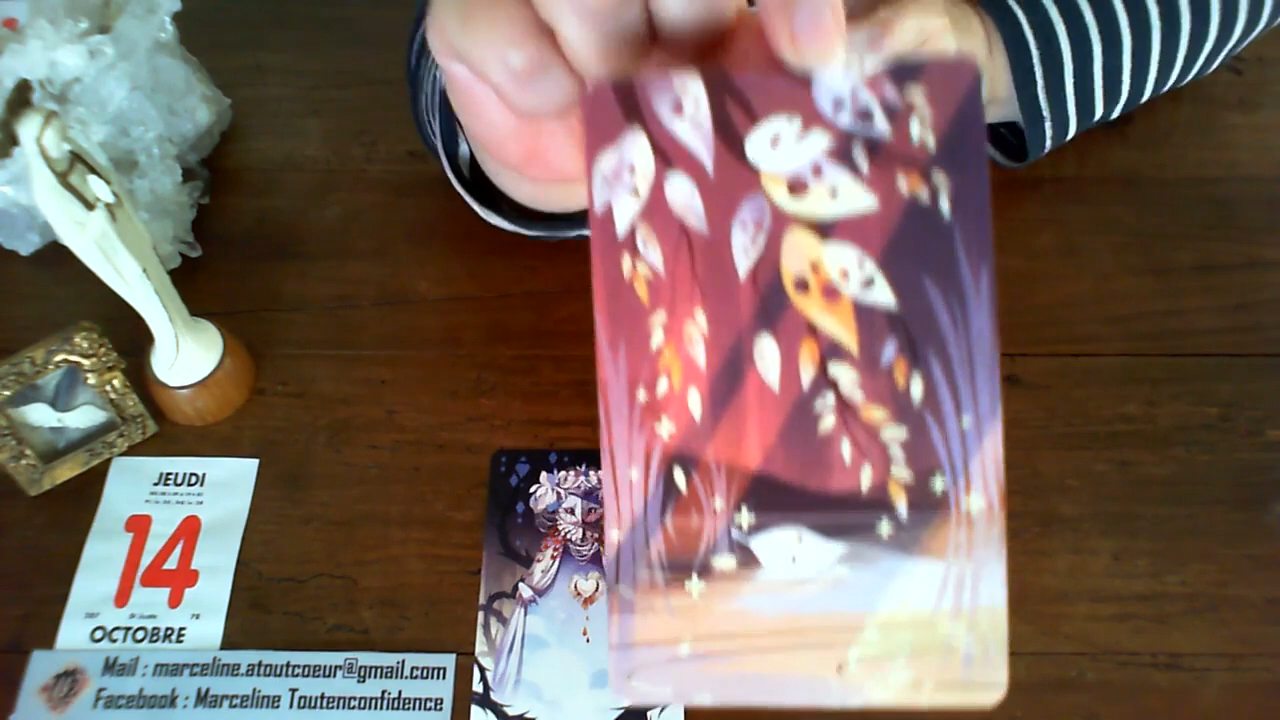 JEUDI
14
OCTOBRE
Mail : marceline.atoutcoeur@gmail.com
Facebook : Marceline Toutenconfidence